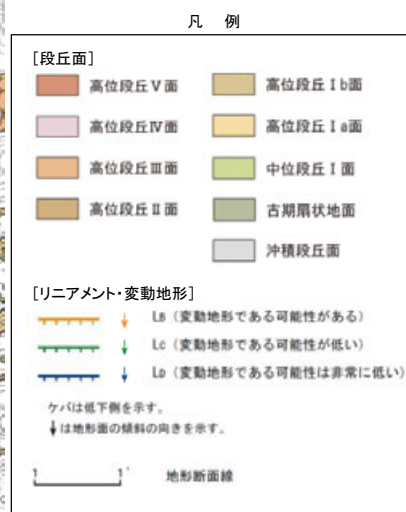 凡 例
[段丘面]
高位段丘Ⅴ面
高位段丘Ⅳ面
高位段丘Ⅲ面
高位段丘Ⅱ面
高位段丘Ⅰb面
高位段丘Ⅰa面
中位段丘Ⅰ面
古期扇状地面
沖積段丘面
[リニアメント・変動地形]
LB (変動地形である可能性がある)
LC (変動地形である可能性が低い)
LD (変動地形である可能性は非常に低い)
ケバは低下側を示す。
↓は地形面の傾斜の向きを示す。
1 1' 地形断面線